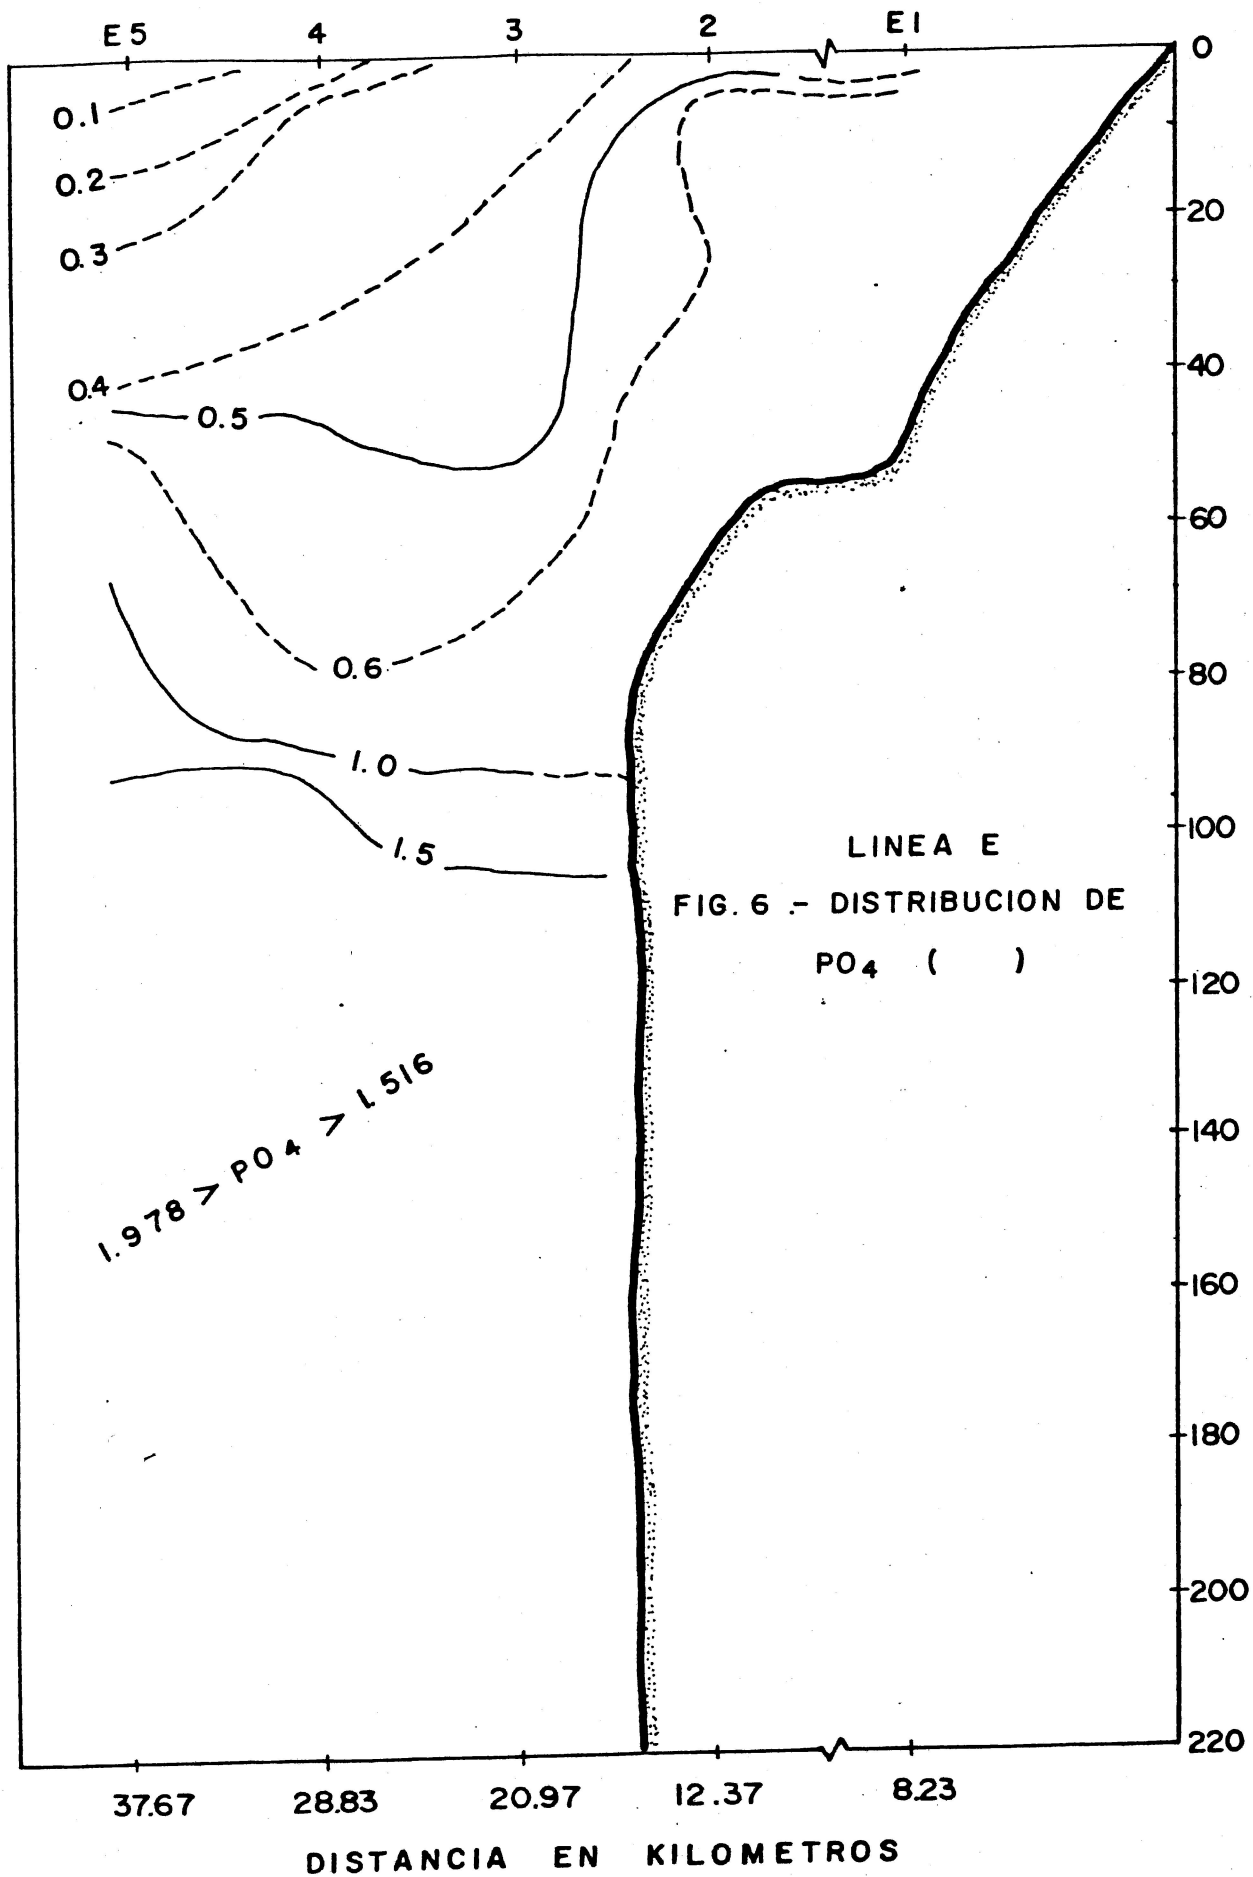 E5 4 3 2 E1
0
0.1
0.2
20
0.3
40
0.4
0.5
60
0.6
80
1.0
100
1.5
LINEA E
FIG. 6 .- DISTRIBUCION DE
PO4 ( )
120
1.978 > PO4 > 1.516
140
160
180
200
220
37.67 28.83 20.97 12.37 8.23
DISTANCIA EN KILOMETROS